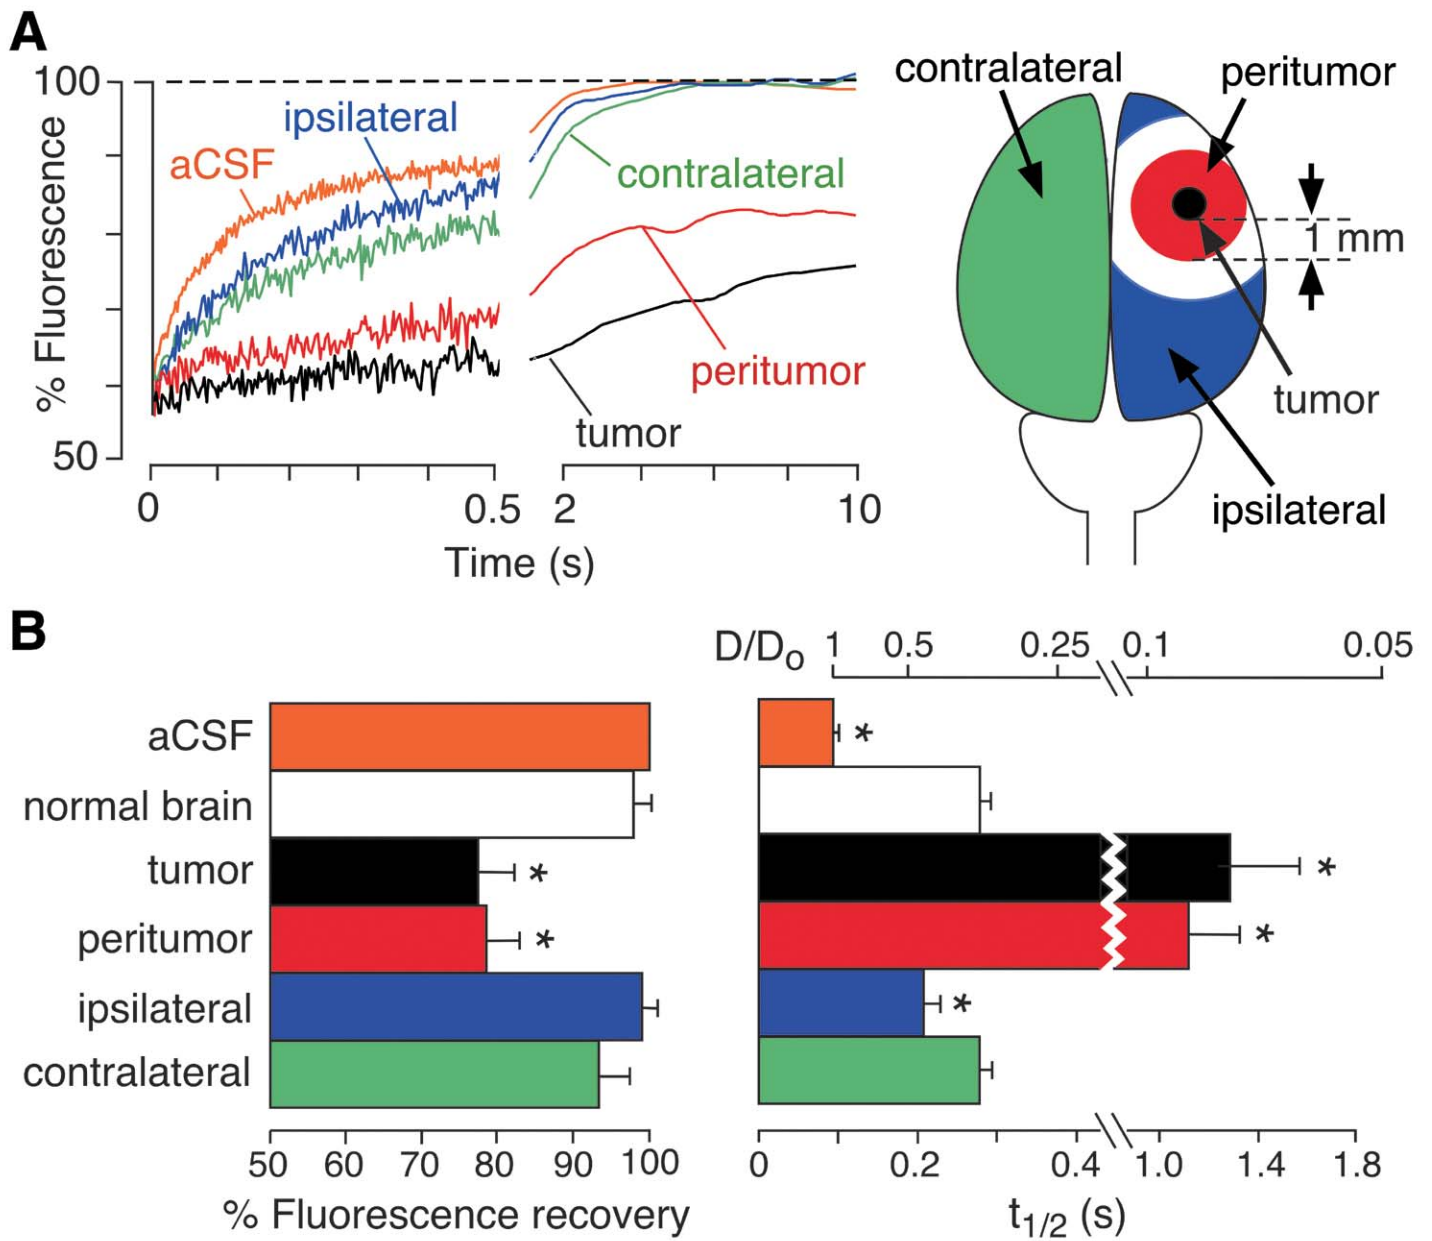 A
100
50
% Fluorescence
ipsilateral
aCSF
contralateral
peritumor
tumor
0 0.5 2 10
Time (s)
contralateral
peritumor
1 mm
tumor
ipsilateral
B
D/Do 1 0.5 0.25 0.1 0.05
aCSF *
normal brain
tumor * *
peritumor * *
ipsilateral *
contralateral
50 60 70 80 90 100
% Fluorescence recovery
0 0.2 0.4 1.0 1.4 1.8
t1/2 (s)